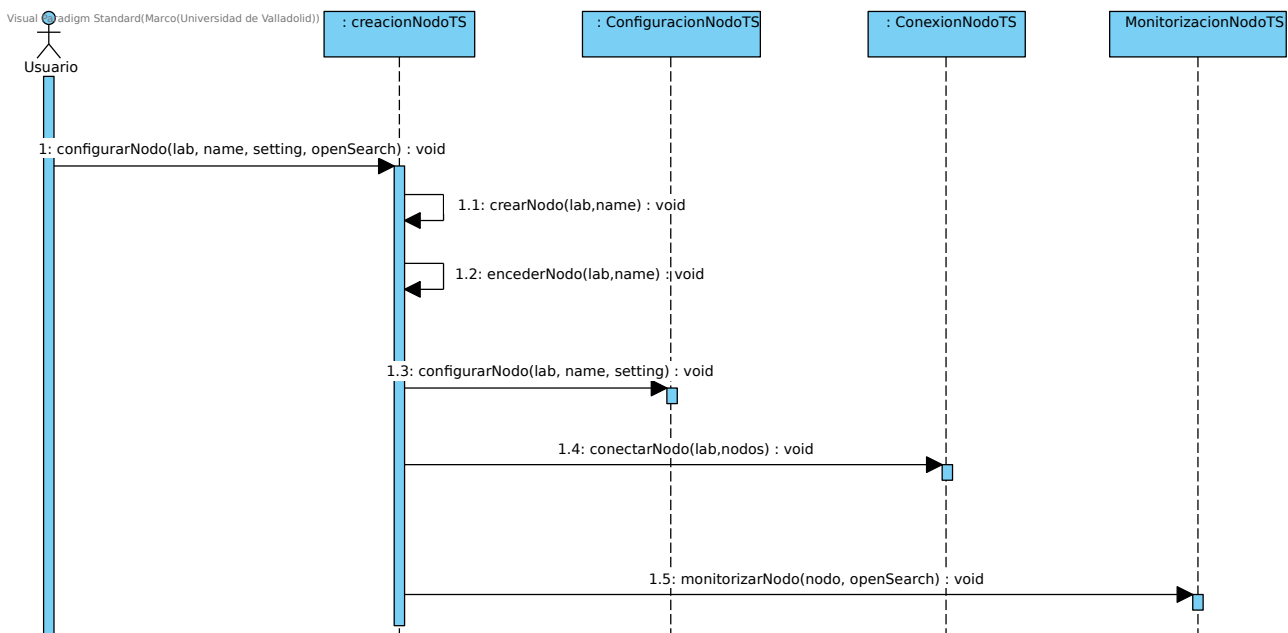 Visual Paradigm Standard(Marco(Universidad de Valladolid))
: creacionNodoTS
: ConfiguracionNodoTS
: ConexionNodoTS
MonitorizacionNodoTS
Usuario
1: configurarNodo(lab, name, setting, openSearch) : void
1.1: crearNodo(lab,name) : void
1.2: encederNodo(lab,name) : void
1.3: configurarNodo(lab, name, setting) : void
1.4: conectarNodo(lab,nodos) : void
1.5: monitorizarNodo(nodo, openSearch) : void